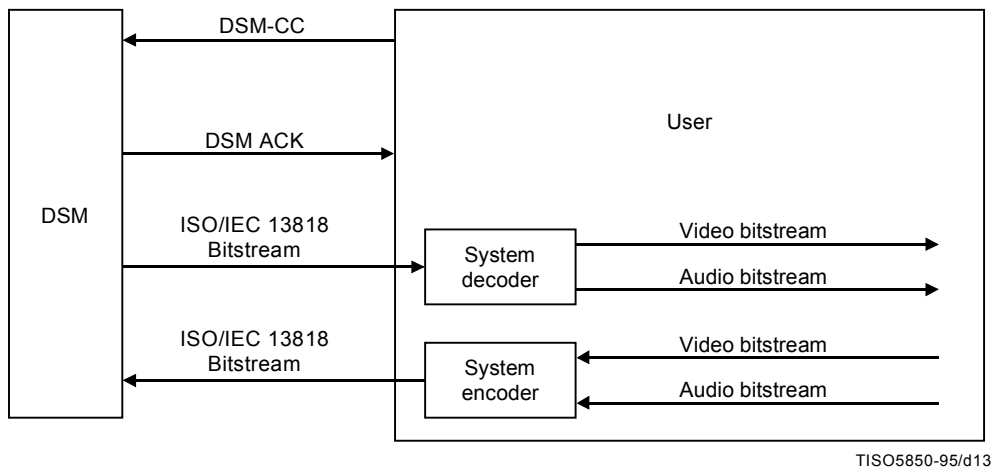 DSM-CC
User
DSM ACK
DSM
ISO/IEC 13818
Bitstream
System
decoder
Video bitstream
Audio bitstream
ISO/IEC 13818
Bitstream
System
encoder
Video bitstream
Audio bitstream
TISO5850-95/d13